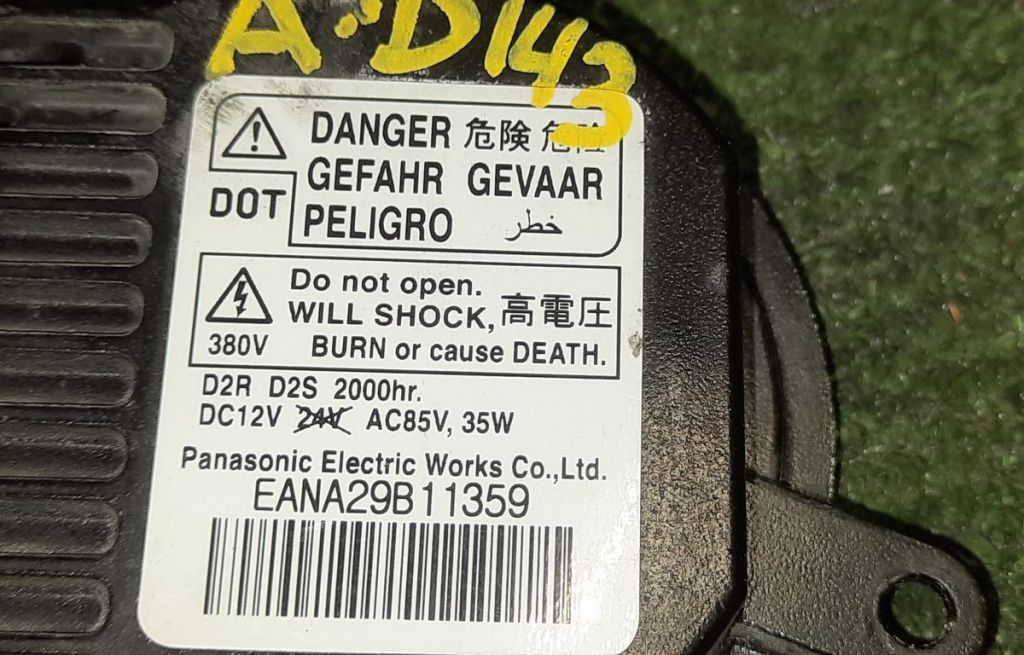 A:D143
DANGER 危険 危险
GEFAHR GEVAAR
DOT
PELIGRO خطر
Do not open.
WILL SHOCK, 高電圧
380V BURN or cause DEATH.
D2R D2S 2000hr.
DC12V 24V AC85V, 35W
Panasonic Electric Works Co.,Ltd.
EANA29B11359